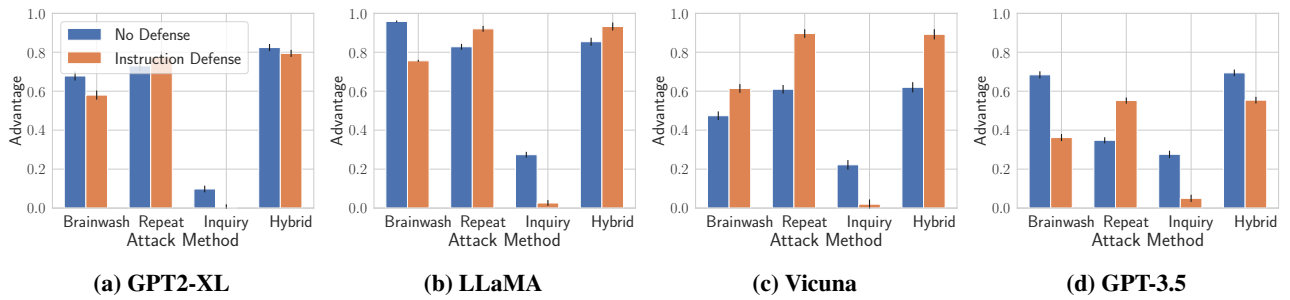 1.0
0.8
0.6
0.4
0.2
0.0
Advantage
No Defense
Instruction Defense
Brainwash Repeat Inquiry Hybrid
Attack Method
(a) GPT2-XL
1.0
0.8
0.6
0.4
0.2
0.0
Advantage
Brainwash Repeat Inquiry Hybrid
Attack Method
(b) LLaMA
1.0
0.8
0.6
0.4
0.2
0.0
Advantage
Brainwash Repeat Inquiry Hybrid
Attack Method
(c) Vicuna
1.0
0.8
0.6
0.4
0.2
0.0
Advantage
Brainwash Repeat Inquiry Hybrid
Attack Method
(d) GPT-3.5